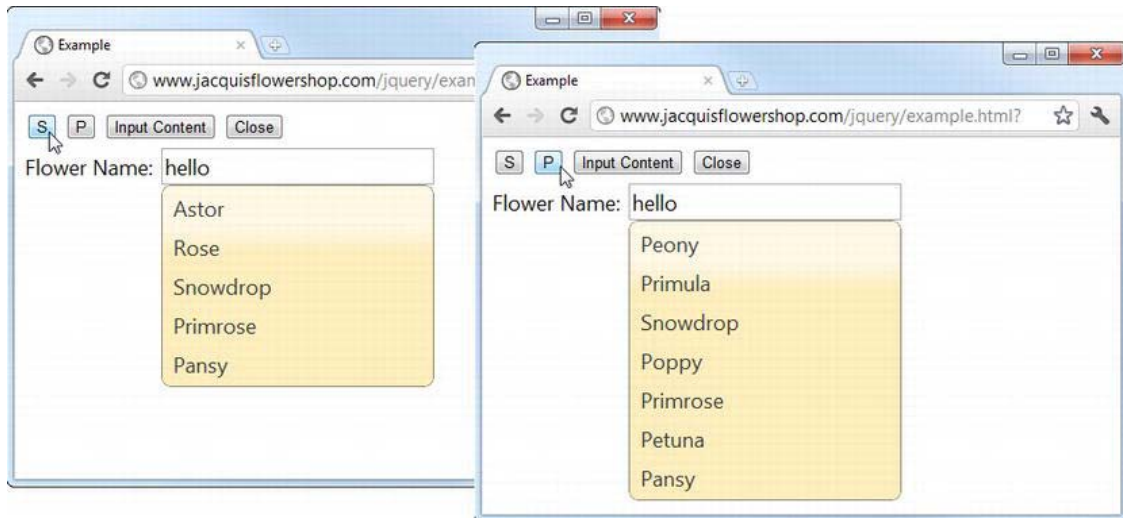 Example
www.jacquisflowershop.com/jquery/exam
S P Input Content Close
Flower Name: hello
Astor
Rose
Snowdrop
Primrose
Pansy
Example
www.jacquisflowershop.com/jquery/example.html?
S P Input Content Close
Flower Name: hello
Peony
Primula
Snowdrop
Poppy
Primrose
Petuna
Pansy